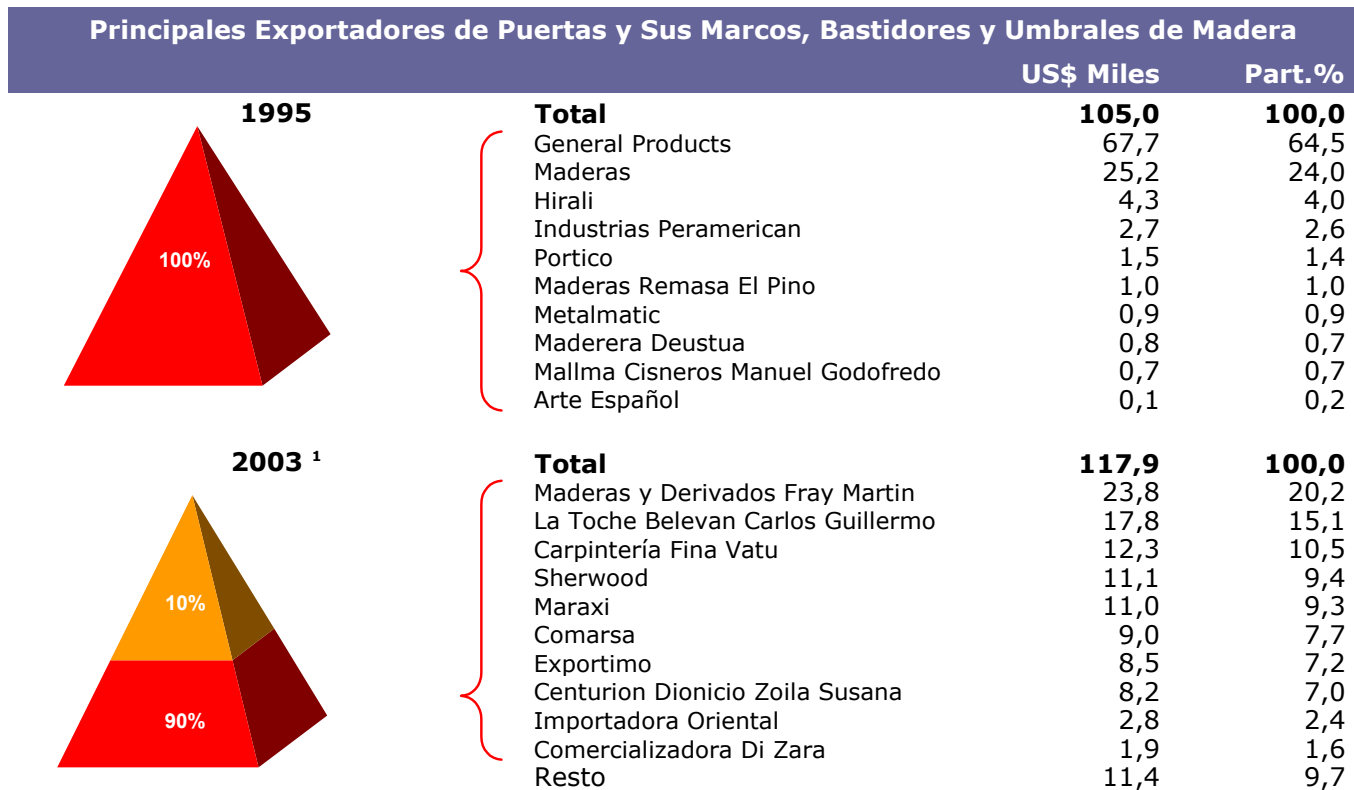 Principales Exportadores de Puertas y Sus Marcos, Bastidores y Umbrales de Madera
US$ Miles Part.%
1995 Total 105,0 100,0
General Products 67,7 64,5
Maderas 25,2 24,0
Hirali 4,3 4,0
Industrias Peramerican 2,7 2,6
100% Portico 1,5 1,4
Maderas Remasa El Pino 1,0 1,0
Metalmatic 0,9 0,9
Maderera Deustua 0,8 0,7
Mallma Cisneros Manuel Godofredo 0,7 0,7
Arte Español 0,1 0,2
2003 ¹ Total 117,9 100,0
Maderas y Derivados Fray Martin 23,8 20,2
La Toche Belevan Carlos Guillermo 17,8 15,1
Carpintería Fina Vatu 12,3 10,5
Sherwood 11,1 9,4
10% Maraxi 11,0 9,3
Comarsa 9,0 7,7
Exportimo 8,5 7,2
Centurion Dionicio Zoila Susana 8,2 7,0
90% Importadora Oriental 2,8 2,4
Comercializadora Di Zara 1,9 1,6
Resto 11,4 9,7